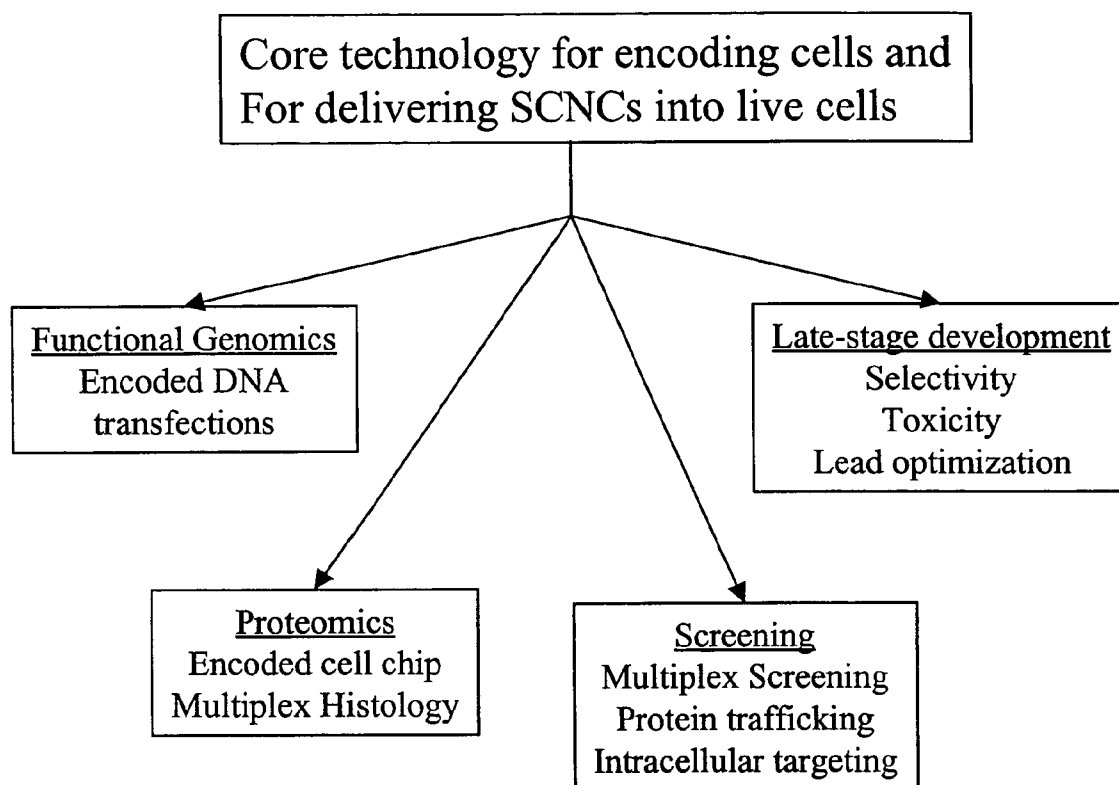 Core technology for encoding cells and
For delivering SCNCs into live cells
Functional Genomics
Encoded DNA
transfections
Late-stage development
Selectivity
Toxicity
Lead optimization
Proteomics
Encoded cell chip
Multiplex Histology
Screening
Multiplex Screening
Protein trafficking
Intracellular targeting